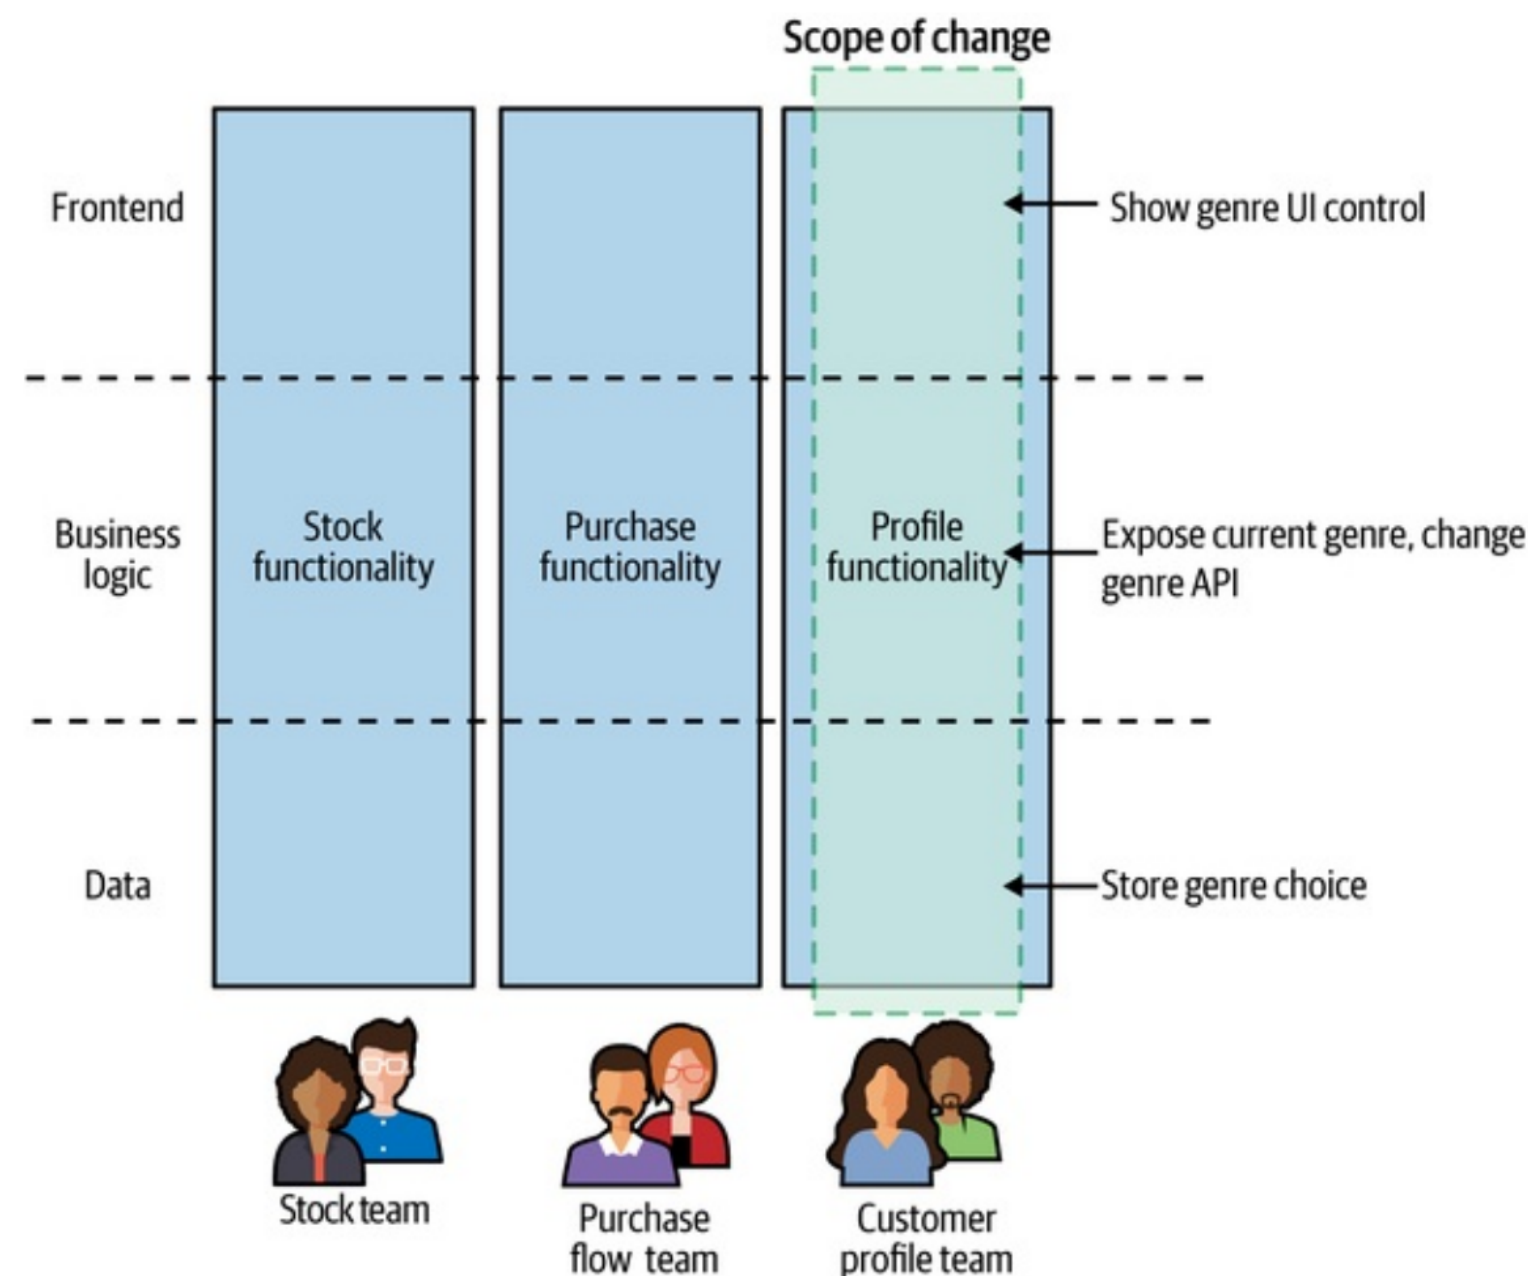 Scope of change
Frontend
Show genre UI control
Business
logic
Stock
functionality
Purchase
functionality
Profile
functionality
Expose current genre, change
genre API
Data
Store genre choice
Stock team
Purchase
flow team
Customer
profile team